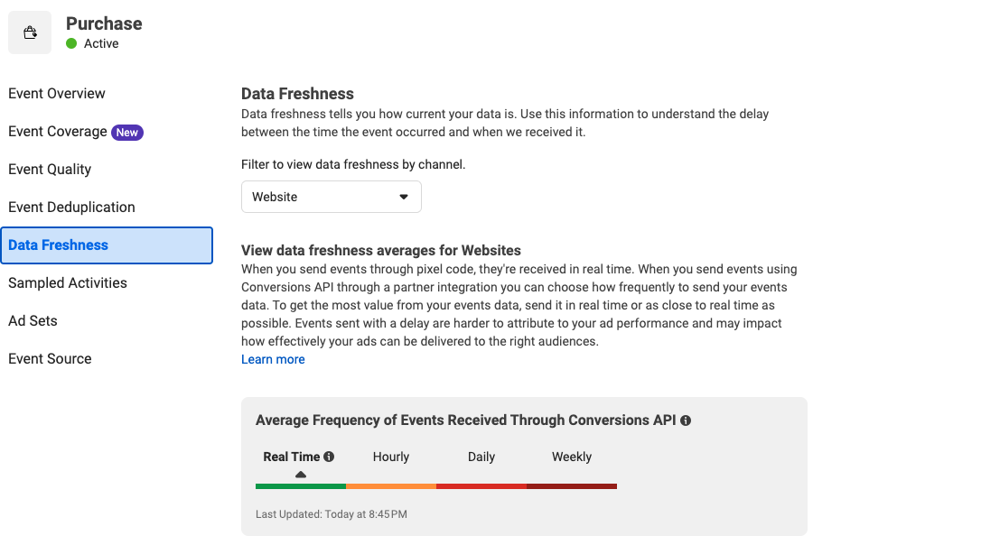 Purchase
Active
Event Overview
Event Coverage New
Event Quality
Event Deduplication
Data Freshness
Sampled Activities
Ad Sets
Event Source
Data Freshness
Data freshness tells you how current your data is. Use this information to understand the delay
between the time the event occurred and when we received it.
Filter to view data freshness by channel.
Website
View data freshness averages for Websites
When you send events through pixel code, they're received in real time. When you send events using
Conversions API through a partner integration you can choose how frequently to send your events
data. To get the most value from your events data, send it in real time or as close to real time as
possible. Events sent with a delay are harder to attribute to your ad performance and may impact
how effectively your ads can be delivered to the right audiences.
Learn more
Average Frequency of Events Received Through Conversions API
Real Time Hourly Daily Weekly
Last Updated: Today at 8:45 PM